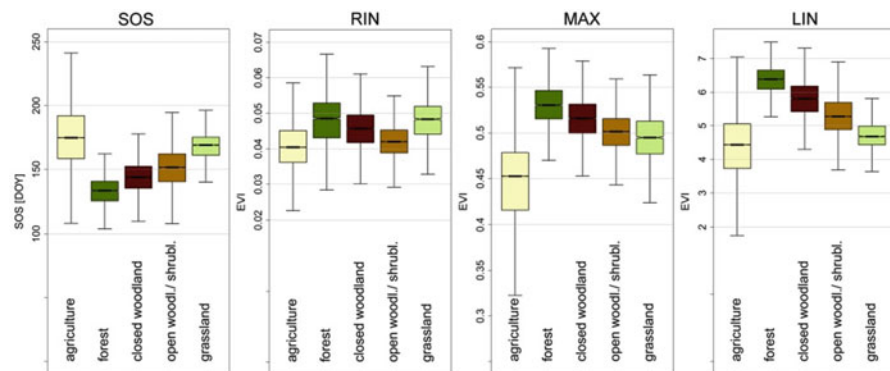 SOS
250
200
150
100
SOS [DOY]
agriculture
forest
closed woodland
open woodl./ shrubl.
grassland
RIN
0.07
0.06
0.05
0.04
0.03
0.02
EVI
agriculture
forest
closed woodland
open woodl./ shrubl.
grassland
MAX
0.6
0.55
0.5
0.45
0.4
0.35
0.3
EVI
agriculture
forest
closed woodland
open woodl./ shrubl.
grassland
LIN
7
6
5
4
3
2
EVI
agriculture
forest
closed woodland
open woodl./ shrubl.
grassland